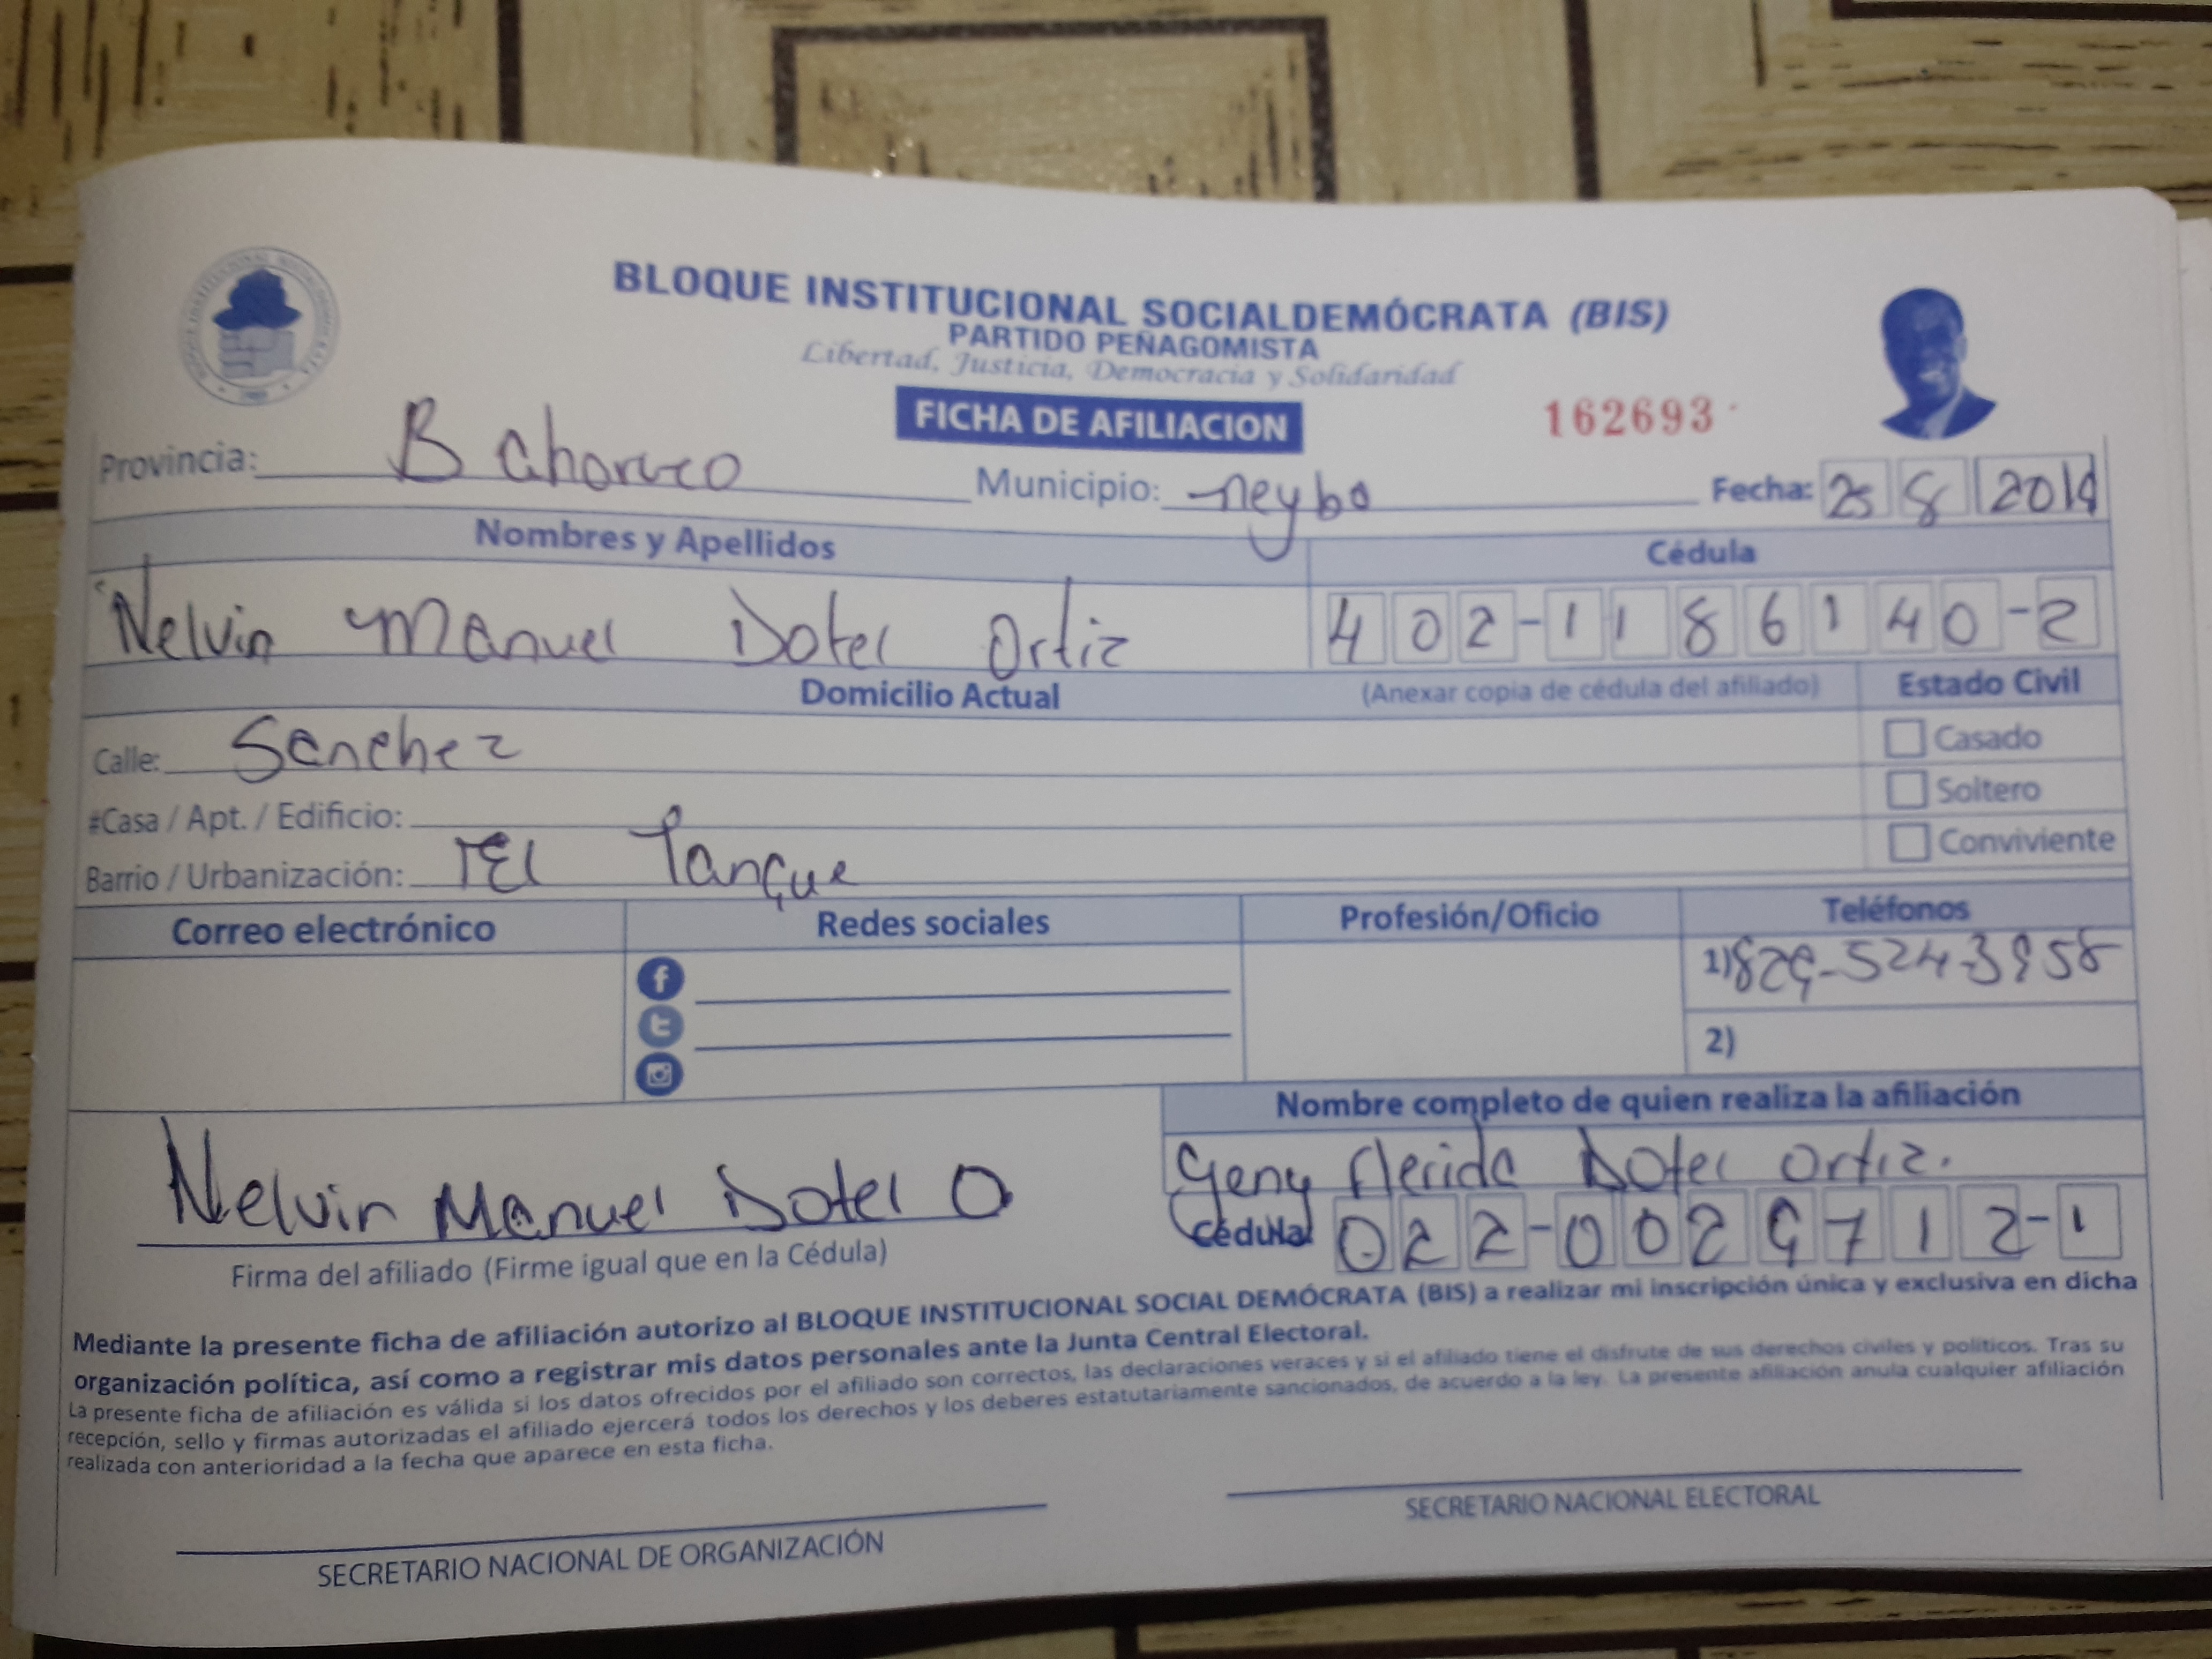 BLOQUE INSTITUCIONAL SOCIALDEMÓCRATA (BIS)
PARTIDO PEÑAGOMISTA
Libertad, Justicia, Democracia y Solidaridad
FICHA DE AFILIACION
162693
Provincia: Bahoruco Municipio: neyba Fecha: 25 8 2019
Nombres y Apellidos Cédula
Nelvin Manuel Dotel Ortiz 402-1186140-2
Domicilio Actual (Anexar copia de cédula del afiliado) Estado Civil
Calle: Sanchez Casado
#Casa / Apt. / Edificio: Soltero
Barrio / Urbanización: El Tanque Conviviente
Correo electrónico Redes sociales Profesión/Oficio Teléfonos
1) 829-524-3958
2)
Nombre completo de quien realiza la afiliación
Geny Flerida Dotel Ortiz.
Nelvin Manuel Dotel O
Cédula 022-0029712-1
Firma del afiliado (Firme igual que en la Cédula)
Mediante la presente ficha de afiliación autorizo al BLOQUE INSTITUCIONAL SOCIAL DEMÓCRATA (BIS) a realizar mi inscripción única y exclusiva en dicha
organización política, así como a registrar mis datos personales ante la Junta Central Electoral.
La presente ficha de afiliación es válida si los datos ofrecidos por el afiliado son correctos, las declaraciones veraces y si el afiliado tiene el disfrute de sus derechos civiles y políticos. Tras su
recepción, sello y firmas autorizadas el afiliado ejercerá todos los derechos y los deberes estatutariamente sancionados, de acuerdo a la ley. La presente afiliación anula cualquier afiliación
realizada con anterioridad a la fecha que aparece en esta ficha.
SECRETARIO NACIONAL DE ORGANIZACIÓN
SECRETARIO NACIONAL ELECTORAL